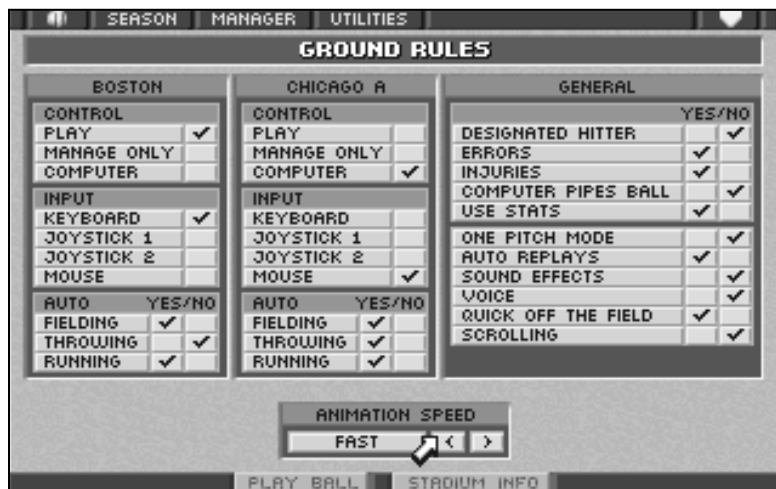 SEASON MANAGER UTILITIES
GROUND RULES
BOSTON
CONTROL
PLAY
MANAGE ONLY
COMPUTER
INPUT
KEYBOARD
JOYSTICK 1
JOYSTICK 2
MOUSE
AUTO YES/NO
FIELDING
THROWING
RUNNING
CHICAGO A
CONTROL
PLAY
MANAGE ONLY
COMPUTER
INPUT
KEYBOARD
JOYSTICK 1
JOYSTICK 2
MOUSE
AUTO YES/NO
FIELDING
THROWING
RUNNING
GENERAL
YES/NO
DESIGNATED HITTER
ERRORS
INJURIES
COMPUTER PIPES BALL
USE STATS
ONE PITCH MODE
AUTO REPLAYS
SOUND EFFECTS
VOICE
QUICK OFF THE FIELD
SCROLLING
ANIMATION SPEED
FAST < >
PLAY BALL STADIUM INFO